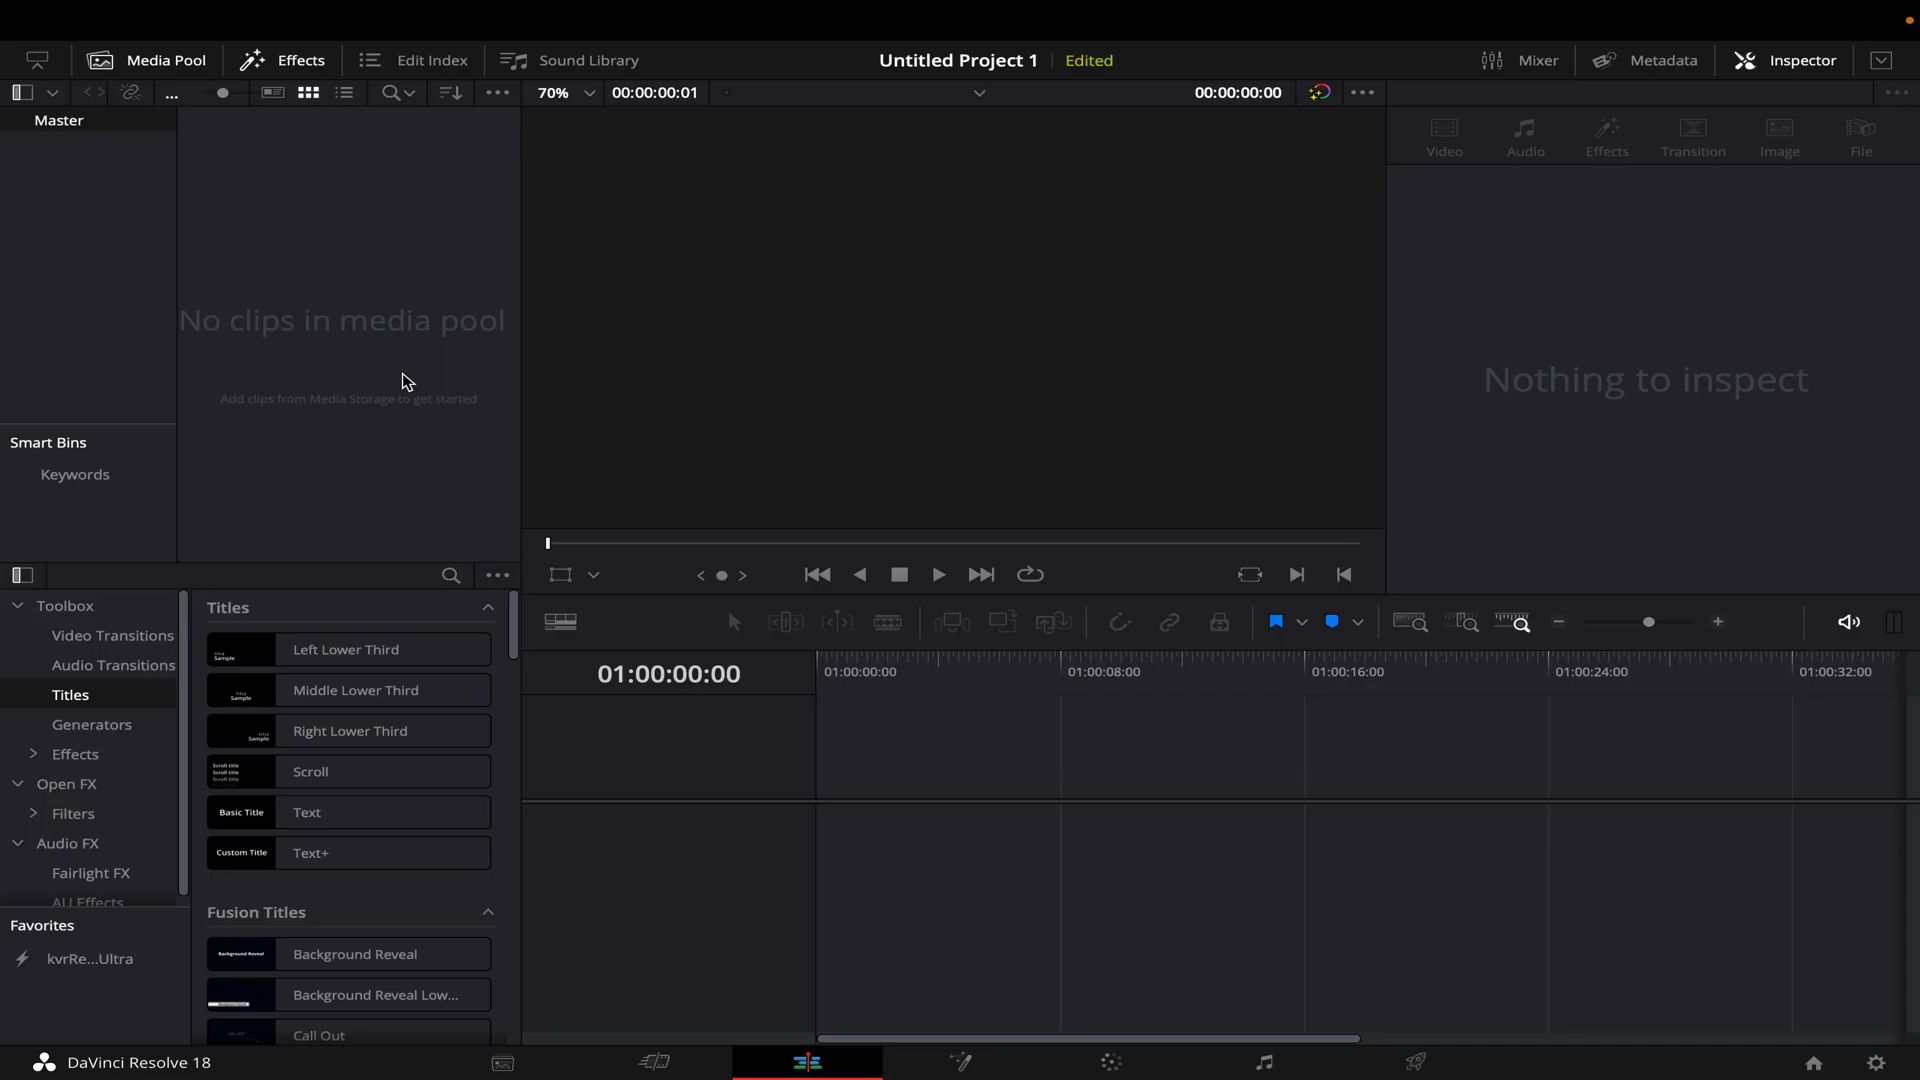 Media Pool
Effects
Edit Index
Sound Library
Untitled Project 1
Edited
Mixer
Metadata
Inspector
...
70%
00:00:00:01
00:00:00:00
Master
No clips in media pool
Add clips from Media Storage to get started
Smart Bins
Keywords
Video
Audio
Effects
Transition
Image
File
Nothing to inspect
Toolbox
Video Transitions
Audio Transitions
Titles
Generators
Effects
Open FX
Filters
Audio FX
Fairlight FX
AU Effects
Favorites
kvrRe...Ultra
Titles
Left Lower Third
Middle Lower Third
Right Lower Third
Scroll
Basic Title
Text
Custom Title
Text+
Fusion Titles
Background Reveal
Background Reveal
Background Reveal Low...
Call Out
01:00:00:00
01:00:00:00
01:00:08:00
01:00:16:00
01:00:24:00
01:00:32:00
DaVinci Resolve 18